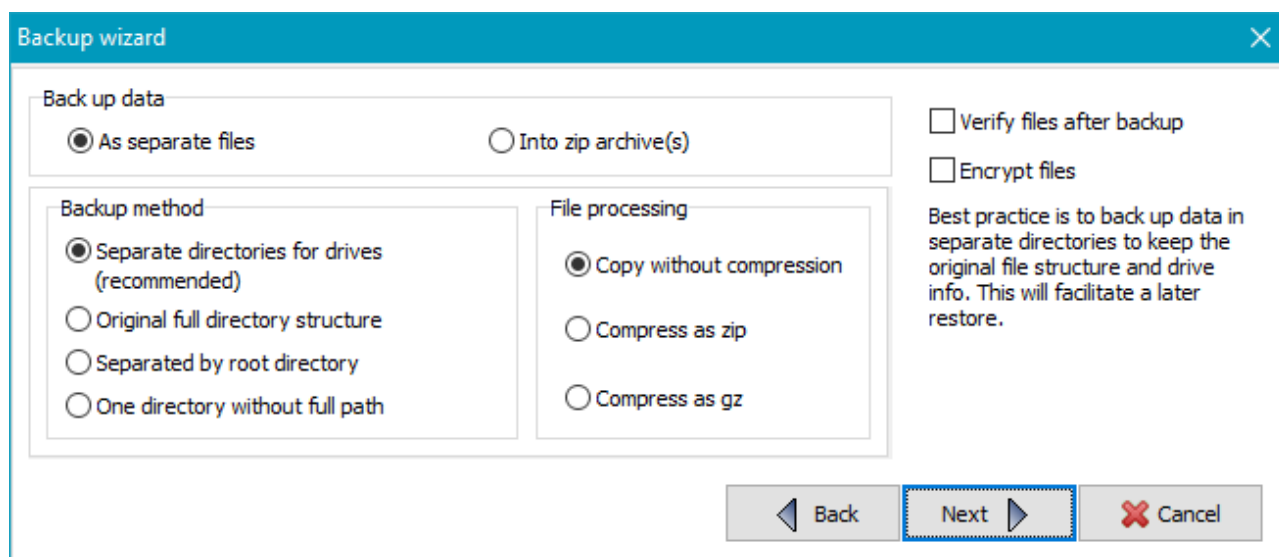 Backup wizard
Back up data
As separate files
Into zip archive(s)
Backup method
Separate directories for drives
(recommended)
Original full directory structure
Separated by root directory
One directory without full path
File processing
Copy without compression
Compress as zip
Compress as gz
Verify files after backup
Encrypt files
Best practice is to back up data in
separate directories to keep the
original file structure and drive
info. This will facilitate a later
restore.
Back
Next
Cancel